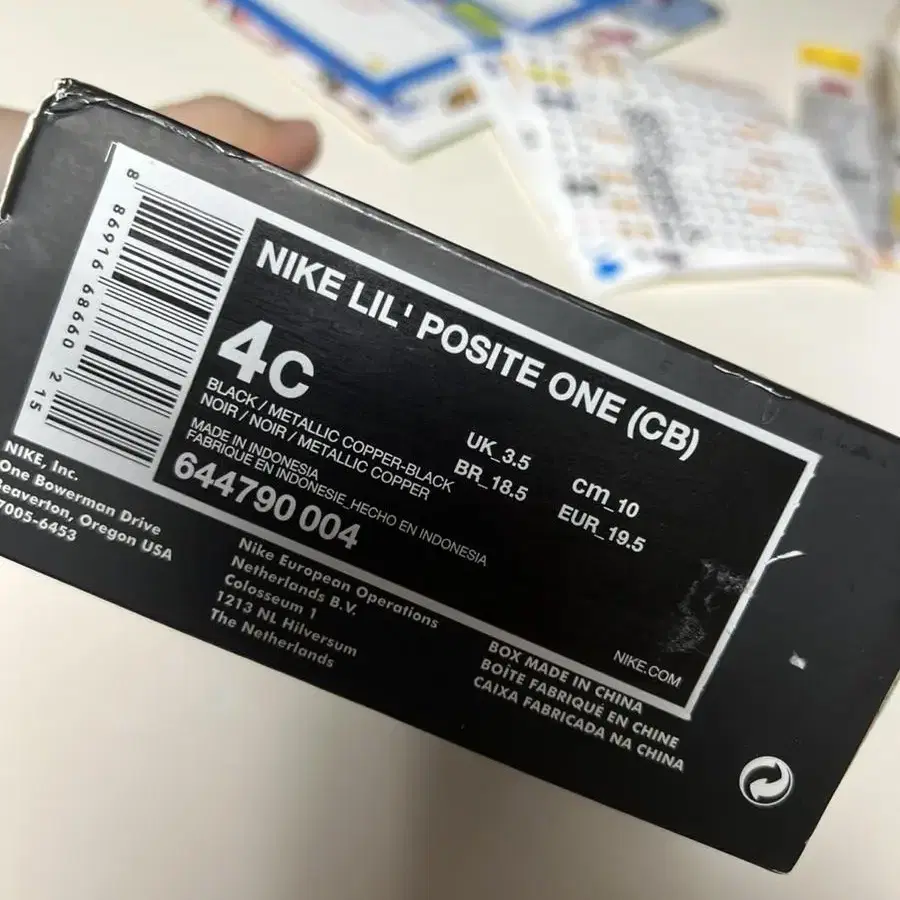 8 86916 68660 2 15
NIKE LIL' POSITE ONE (CB)
4C
BLACK / METALLIC COPPER-BLACK
NOIR / NOIR / METALLIC COPPER
MADE IN INDONESIA
FABRIQUÉ EN INDONESIE_HECHO EN INDONESIA
644790 004
UK_3.5
BR_18.5
cm_10
EUR_19.5
NIKE.COM
NIKE, Inc.
One Bowerman Drive
Beaverton, Oregon USA
7005-6453
Nike European Operations
Netherlands B.V.
Colosseum 1
1213 NL Hilversum
The Netherlands
BOX MADE IN CHINA
BOÎTE FABRIQUÉ EN CHINE
CAIXA FABRICADA NA CHINA